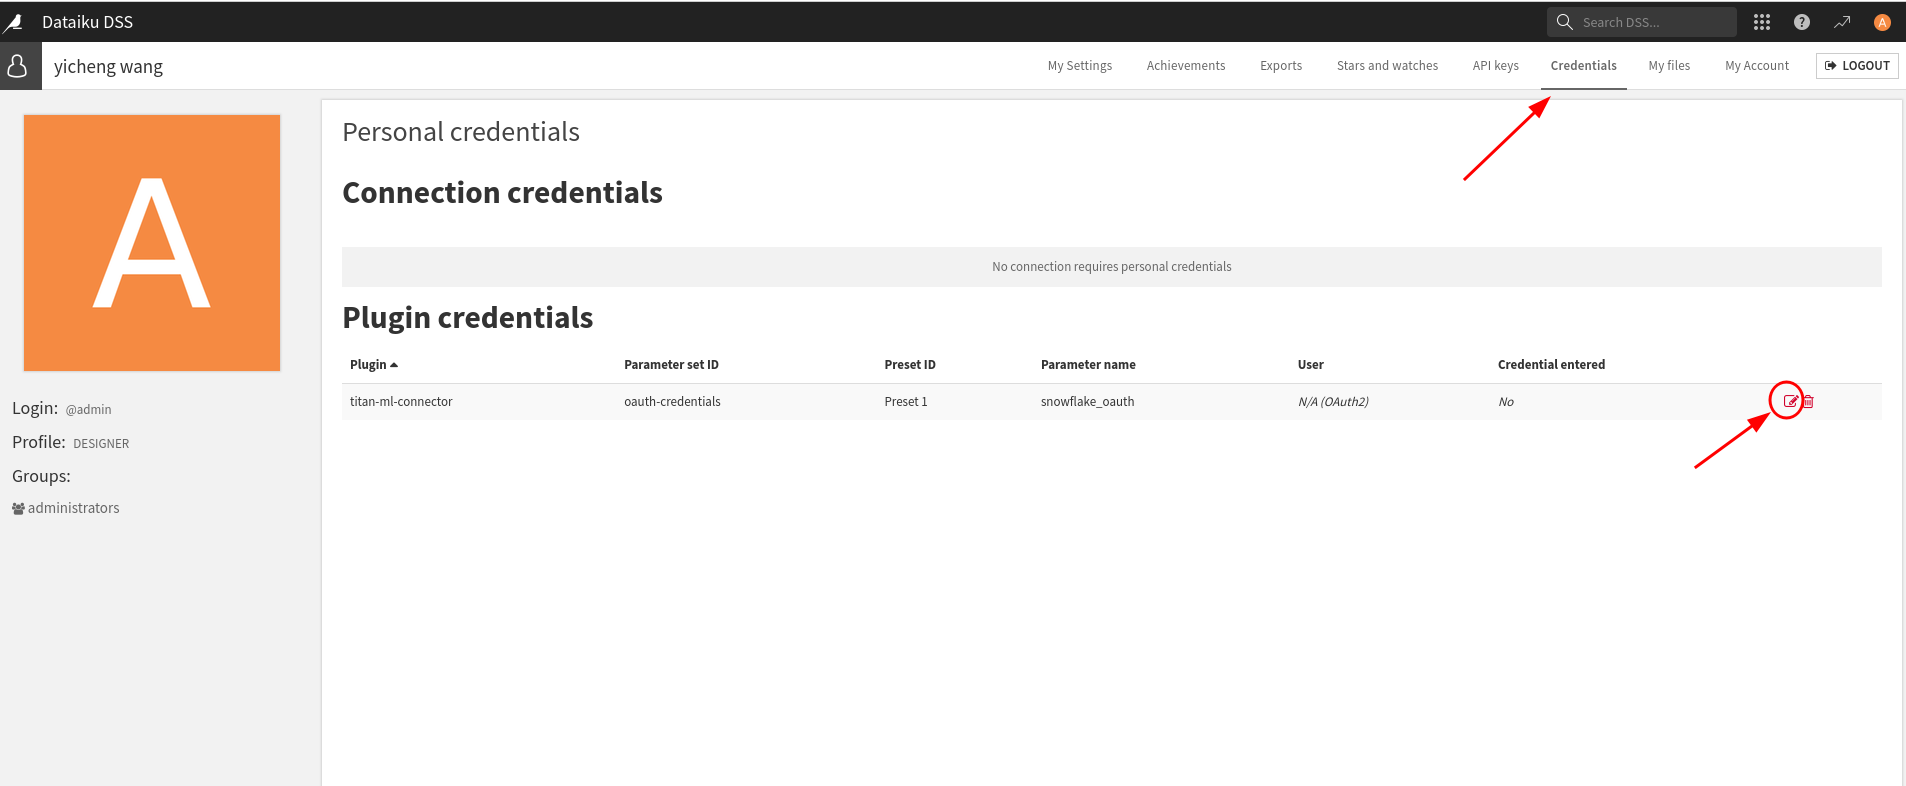 Dataiku DSS
Search DSS...
?
A
yicheng wang
My Settings Achievements Exports Stars and watches API keys Credentials My files My Account LOGOUT
A
Login: @admin
Profile: DESIGNER
Groups:
administrators
Personal credentials
Connection credentials
No connection requires personal credentials
Plugin credentials
Plugin Parameter set ID Preset ID Parameter name User Credential entered
titan-ml-connector oauth-credentials Preset 1 snowflake_oauth N/A (OAuth2) No